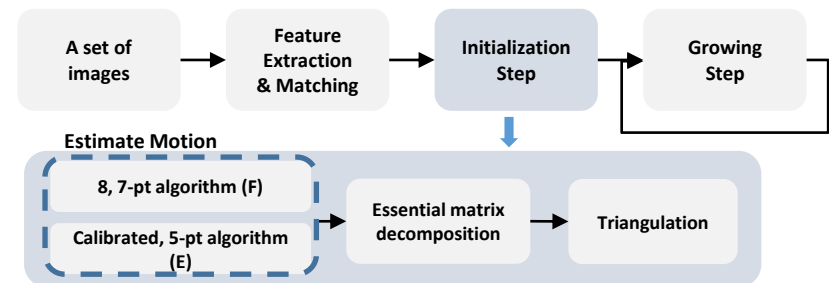 A set of
images
Feature
Extraction
& Matching
Initialization
Step
Growing
Step
Estimate Motion
8, 7-pt algorithm (F)
Calibrated, 5-pt algorithm
(E)
Essential matrix
decomposition
Triangulation